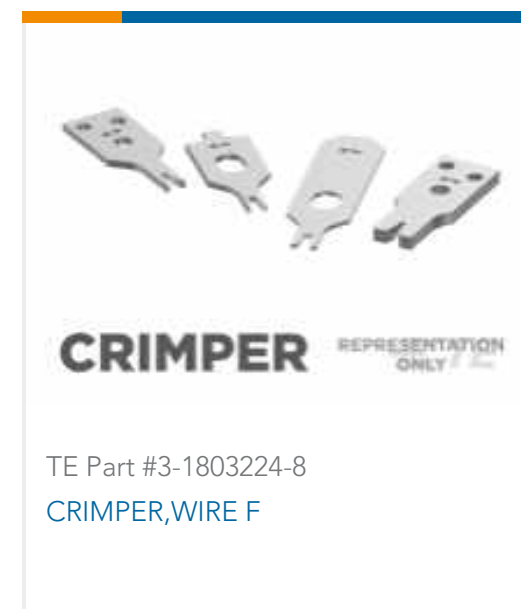 CRIMPER
REPRESENTATION
ONLY
TE Part #3-1803224-8
CRIMPER,WIRE F